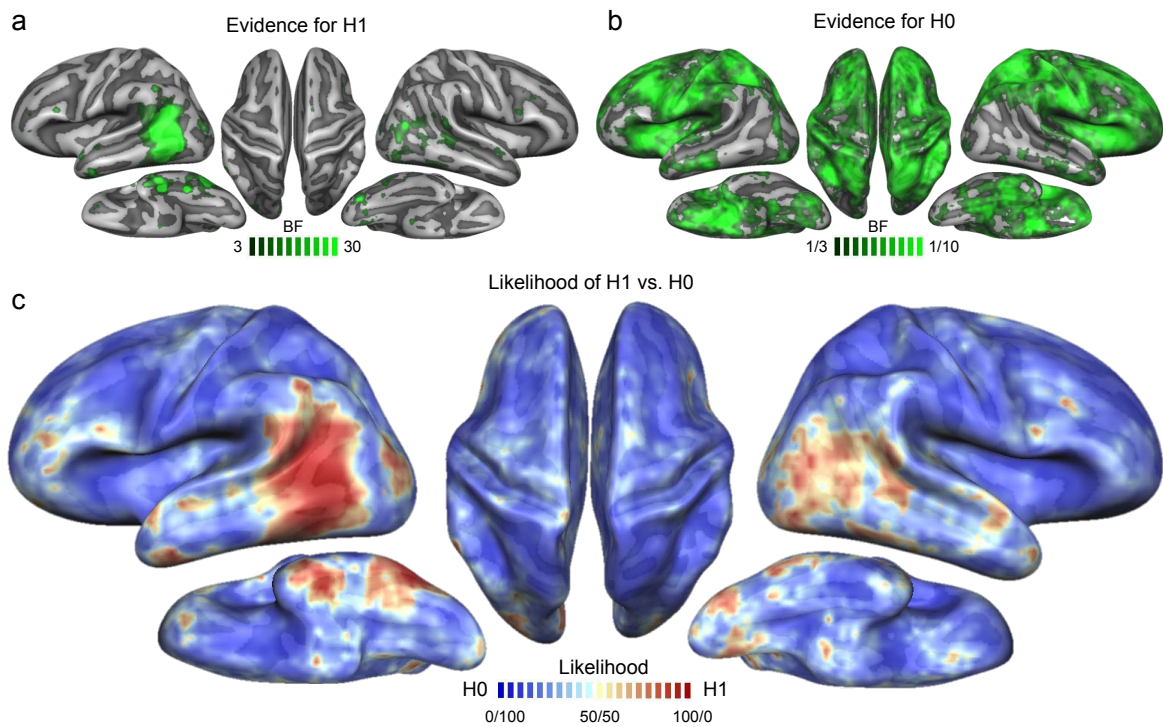 a
Evidence for H1
b
Evidence for H0
BF
3 30
BF
1/3 1/10
Likelihood of H1 vs. H0
c
Likelihood
H0 H1
0/100 50/50 100/0